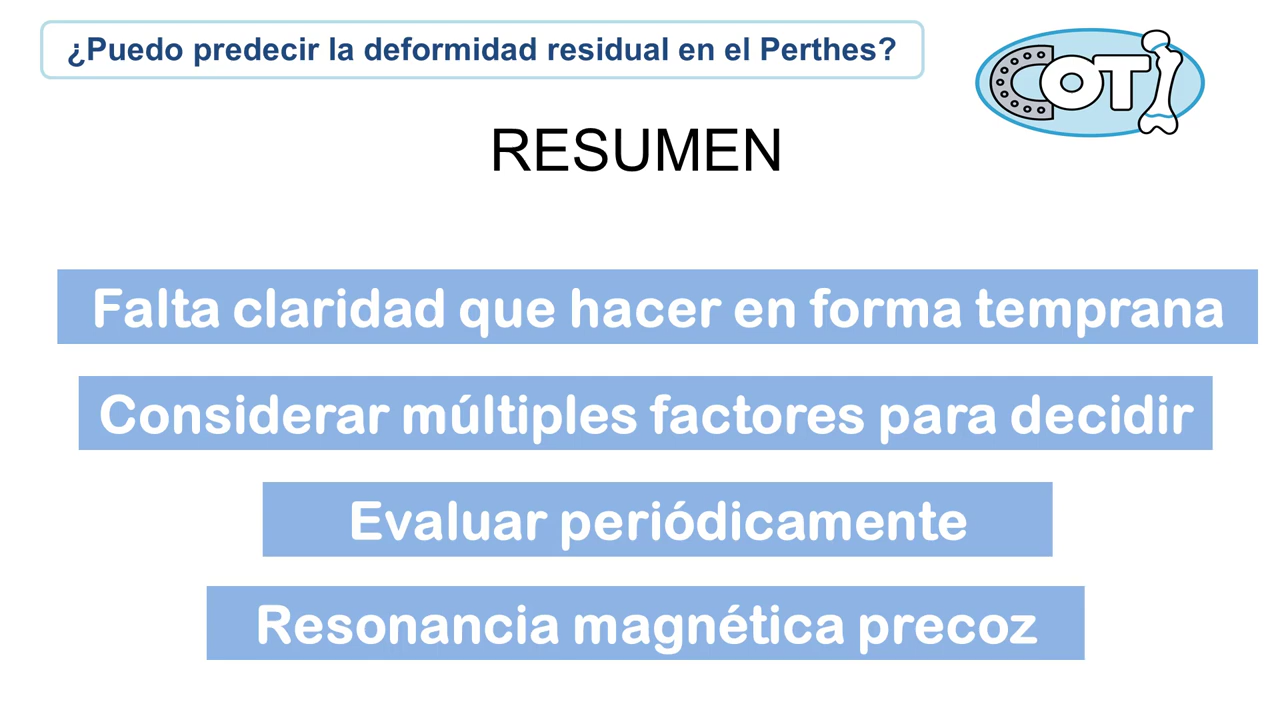 ¿Puedo predecir la deformidad residual en el Perthes?
COTI
RESUMEN
Falta claridad que hacer en forma temprana
Considerar múltiples factores para decidir
Evaluar periódicamente
Resonancia magnética precoz